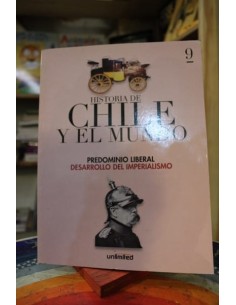 9
HISTORIA DE
CHILE
Y EL MUNDO
PREDOMINIO LIBERAL
DESARROLLO DEL IMPERIALISMO
unlimited